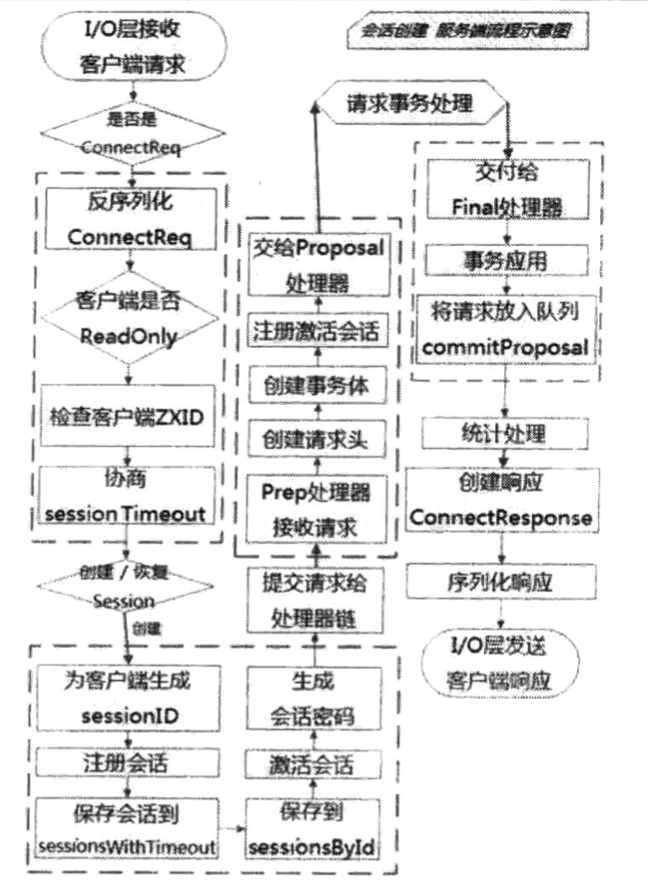 会话创建 服务端流程示意图
I/O层接收
客户端请求
是否是
ConnectReq
反序列化
ConnectReq
客户端是否
ReadOnly
检查客户端ZXID
协商
session Timeout
创建 / 恢复
Session
创建
为客户端生成
sessionID
注册会话
保存会话到
sessionsWithTimeout
保存到
sessionsById
激活会话
生成
会话密码
提交请求给
处理器链
Prep处理器
接收请求
创建请求头
创建事务体
注册激活会话
交给Proposal
处理器
请求事务处理
交付给
Final处理器
事务应用
将请求放入队列
commitProposal
统计处理
创建响应
ConnectResponse
序列化响应
I/O层发送
客户端响应